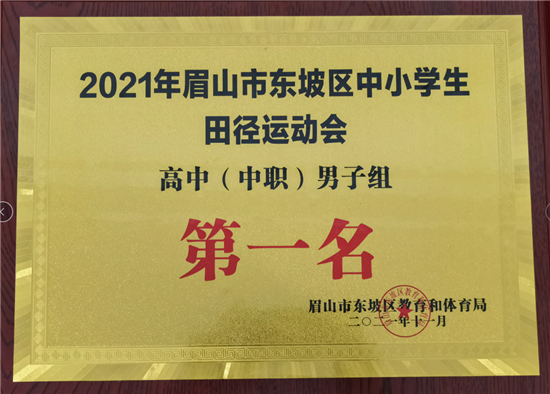 2021年眉山市东坡区中小学生
田径运动会
高中（中职）男子组
第一名
眉山市东坡区教育和体育局
二〇二一年十一月